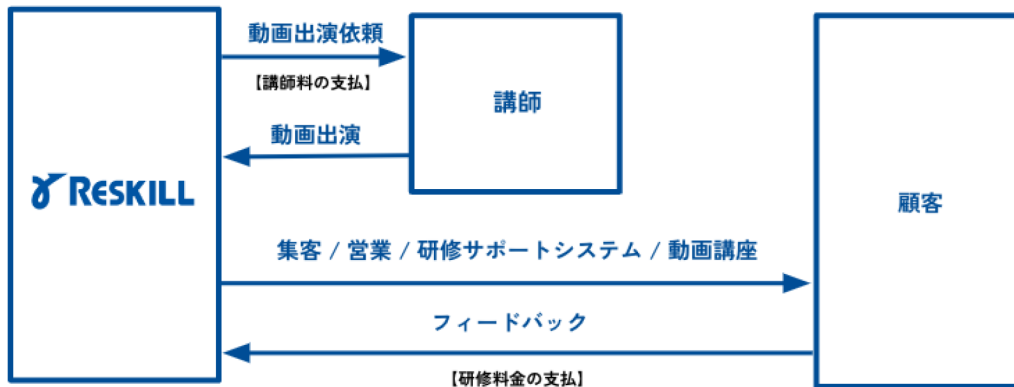 動画出演依頼
【講師料の支払】
講師
動画出演
RESKILL
顧客
集客 / 営業 / 研修サポートシステム / 動画講座
フィードバック
【研修料金の支払】